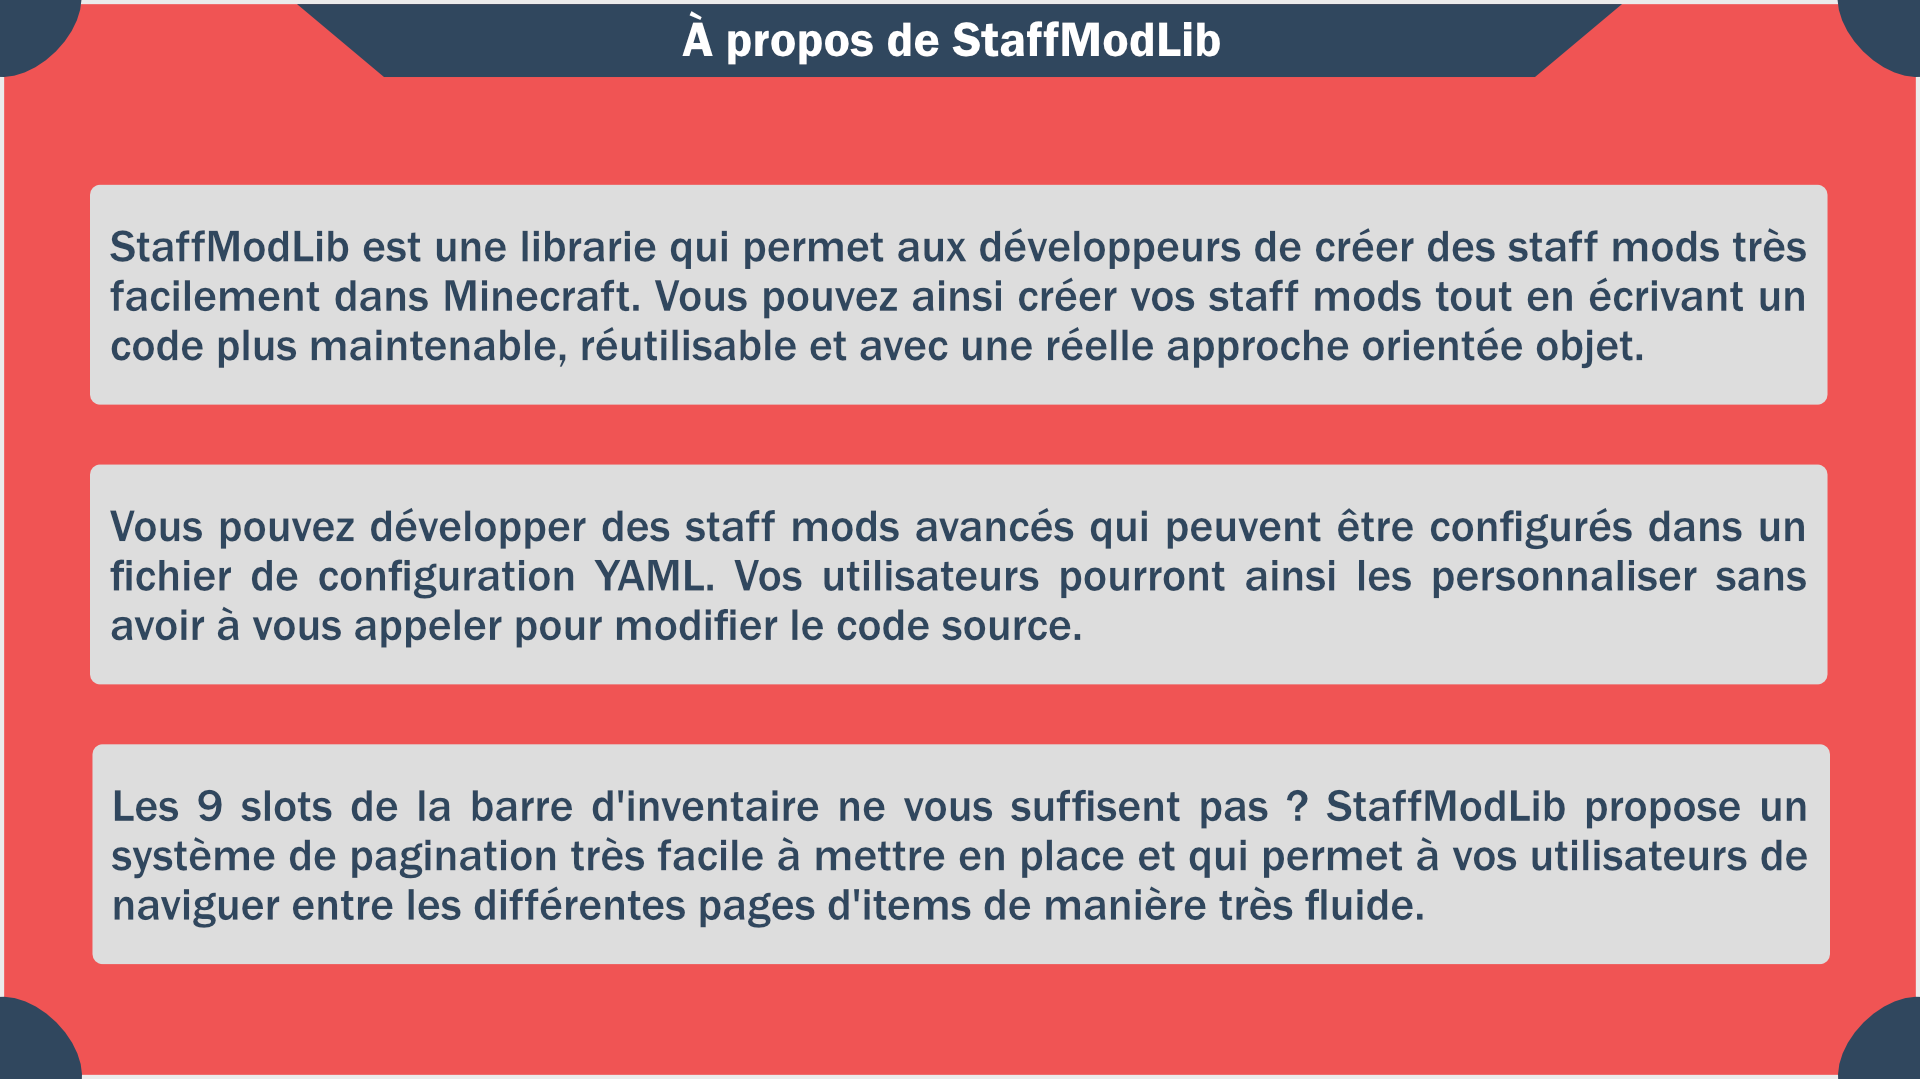 À propos de StaffModLib
StaffModLib est une librarie qui permet aux développeurs de créer des staff mods très
facilement dans Minecraft. Vous pouvez ainsi créer vos staff mods tout en écrivant un
code plus maintenable, réutilisable et avec une réelle approche orientée objet.
Vous pouvez développer des staff mods avancés qui peuvent être configurés dans un
fichier de configuration YAML. Vos utilisateurs pourront ainsi les personnaliser sans
avoir à vous appeler pour modifier le code source.
Les 9 slots de la barre d'inventaire ne vous suffisent pas ? StaffModLib propose un
système de pagination très facile à mettre en place et qui permet à vos utilisateurs de
naviguer entre les différentes pages d'items de manière très fluide.